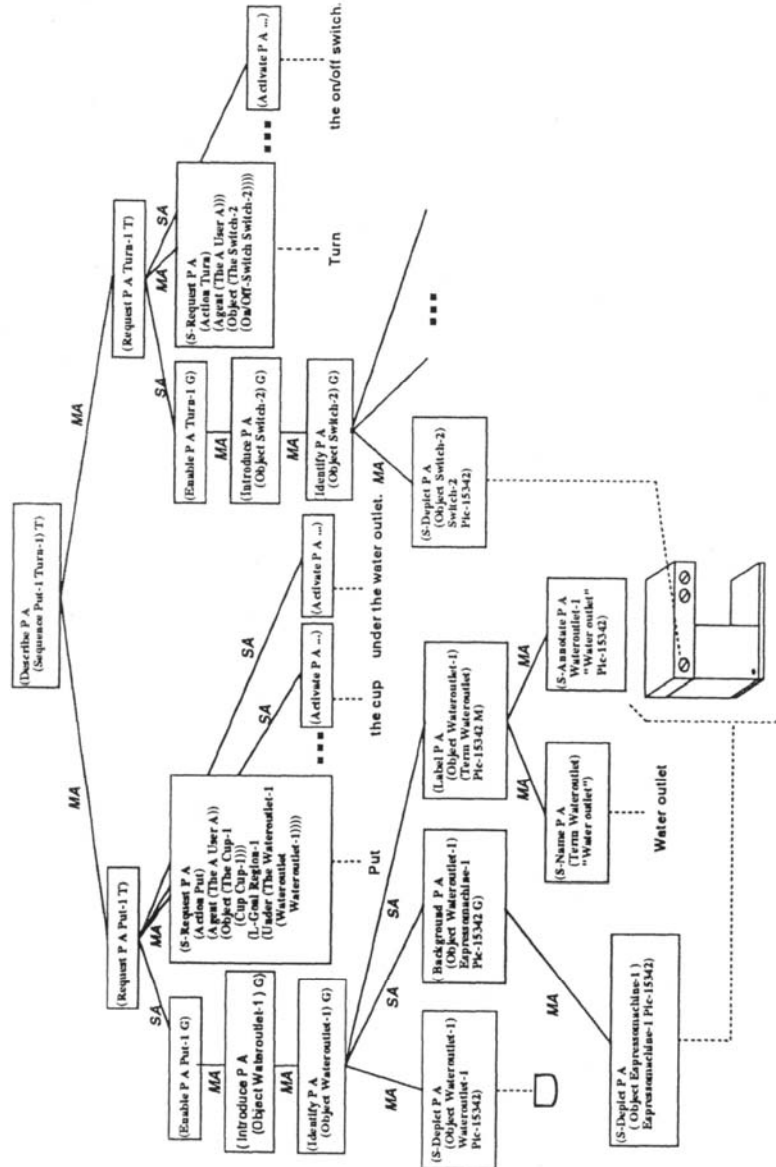 (Describe P A
(Sequence Put-1 Turn-1) T)
MA
MA
(Request P A Put-1 T)
(Request P A Turn-1 T)
SA
MA
SA
SA
SA
MA
SA
(Enable P A Put-1 G)
(S-Request P A
(Action Put)
(Agent (The A User A))
(Object (The Cup-1
(Cup Cup-1)))
(L-Goal Region-1
(Under (The Wateroutlet-1
(Wateroutlet
Wateroutlet-1))))
(Activate P A ...)
(Activate P A ...)
Put
the cup
under the water outlet.
MA
(Introduce P A
(Object Wateroutlet-1) G)
MA
(Identify P A
(Object Wateroutlet-1) G)
(Enable P A Turn-1 G)
(S-Request P A
(Action Turn)
(Agent (The A User A)))
(Object (The Switch-2
(On/Off-Switch Switch-2))))
(Activate P A ...)
Turn
the on/off switch.
MA
(Introduce P A
(Object Switch-2) G)
MA
(Identify P A
(Object Switch-2) G)
MA
(S-Depict P A
(Object Switch-2)
Switch-2
Pic-15342)
MA
SA
SA
(S-Depict P A
(Object Wateroutlet-1)
Wateroutlet-1
Pic-15342)
(Background P A
(Object Wateroutlet-1)
Espressomachine-1
Pic-15342 G)
(Label P A
(Object Wateroutlet-1)
(Term Wateroutlet)
Pic-15342 M)
MA
MA
MA
(S-Depict P A
(Object Espressomachine-1)
Espressomachine-1 Pic-15342)
(S-Name P A
(Term Wateroutlet)
"Water outlet")
(S-Annotate P A
Wateroutlet-1
"Water outlet"
Pic-15342)
Water outlet